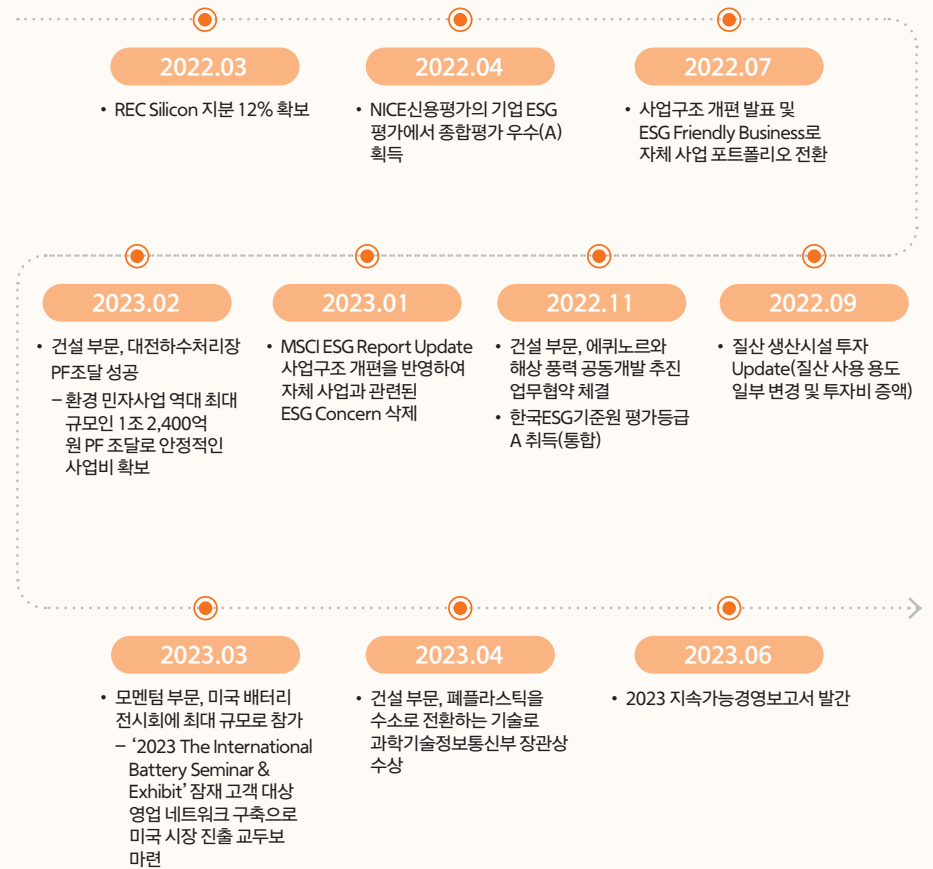 2022.03
• REC Silicon 지분 12% 확보
2022.04
• NICE신용평가의 기업 ESG
평가에서 종합평가 우수(A)
획득
2022.07
• 사업구조 개편 발표 및
ESG Friendly Business로
자체 사업 포트폴리오 전환
2023.02
• 건설 부문, 대전하수처리장
PF조달 성공
– 환경 민자사업 역대 최대
규모인 1조 2,400억
원 PF 조달로 안정적인
사업비 확보
2023.01
• MSCI ESG Report Update
사업구조 개편을 반영하여
자체 사업과 관련된
ESG Concern 삭제
2022.11
• 건설 부문, 에퀴노르와
해상 풍력 공동개발 추진
업무협약 체결
• 한국ESG기준원 평가등급
A 취득(통합)
2022.09
• 질산 생산시설 투자
Update(질산 사용 용도
일부 변경 및 투자비 증액)
2023.03
• 모멘텀 부문, 미국 배터리
전시회에 최대 규모로 참가
– ‘2023 The International
Battery Seminar &
Exhibit’ 잠재 고객 대상
영업 네트워크 구축으로
미국 시장 진출 교두보
마련
2023.04
• 건설 부문, 폐플라스틱을
수소로 전환하는 기술로
과학기술정보통신부 장관상
수상
2023.06
• 2023 지속가능경영보고서 발간